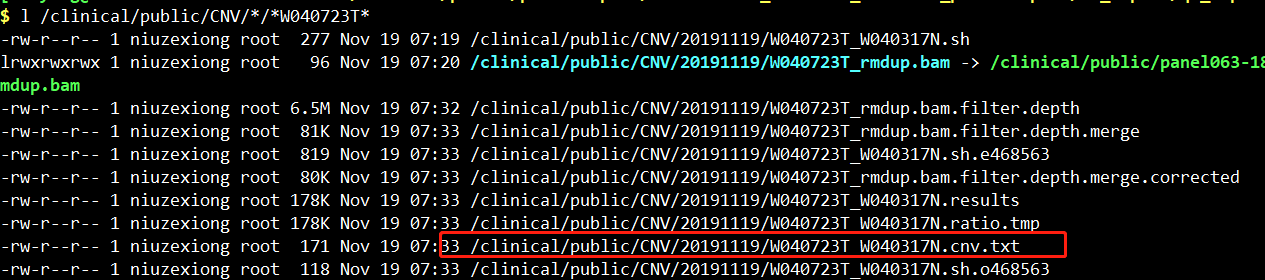 $ l /clinical/public/CNV/*/*W040723T*
-rw-r--r-- 1 niuzexiong root  277 Nov 19 07:19 /clinical/public/CNV/20191119/W040723T_W040317N.sh
lrwxrwxrwx 1 niuzexiong root   96 Nov 19 07:20 /clinical/public/CNV/20191119/W040723T_rmdup.bam -> /clinical/public/panel063-18
mdup.bam
-rw-r--r-- 1 niuzexiong root 6.5M Nov 19 07:32 /clinical/public/CNV/20191119/W040723T_rmdup.bam.filter.depth
-rw-r--r-- 1 niuzexiong root  81K Nov 19 07:33 /clinical/public/CNV/20191119/W040723T_rmdup.bam.filter.depth.merge
-rw-r--r-- 1 niuzexiong root  819 Nov 19 07:33 /clinical/public/CNV/20191119/W040723T_W040317N.sh.e468563
-rw-r--r-- 1 niuzexiong root  80K Nov 19 07:33 /clinical/public/CNV/20191119/W040723T_rmdup.bam.filter.depth.merge.corrected
-rw-r--r-- 1 niuzexiong root 178K Nov 19 07:33 /clinical/public/CNV/20191119/W040723T_W040317N.results
-rw-r--r-- 1 niuzexiong root 178K Nov 19 07:33 /clinical/public/CNV/20191119/W040723T_W040317N.ratio.tmp
-rw-r--r-- 1 niuzexiong root  171 Nov 19 07:33 /clinical/public/CNV/20191119/W040723T_W040317N.cnv.txt
-rw-r--r-- 1 niuzexiong root  118 Nov 19 07:33 /clinical/public/CNV/20191119/W040723T_W040317N.sh.o468563